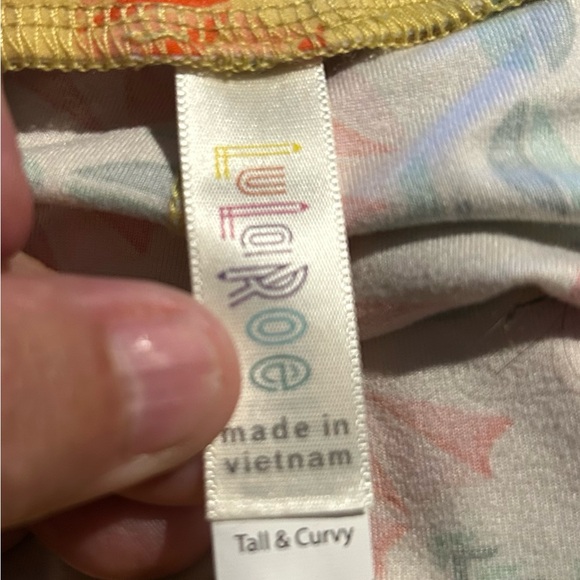 LuLaRoe
made in
vietnam
Tall & Curvy